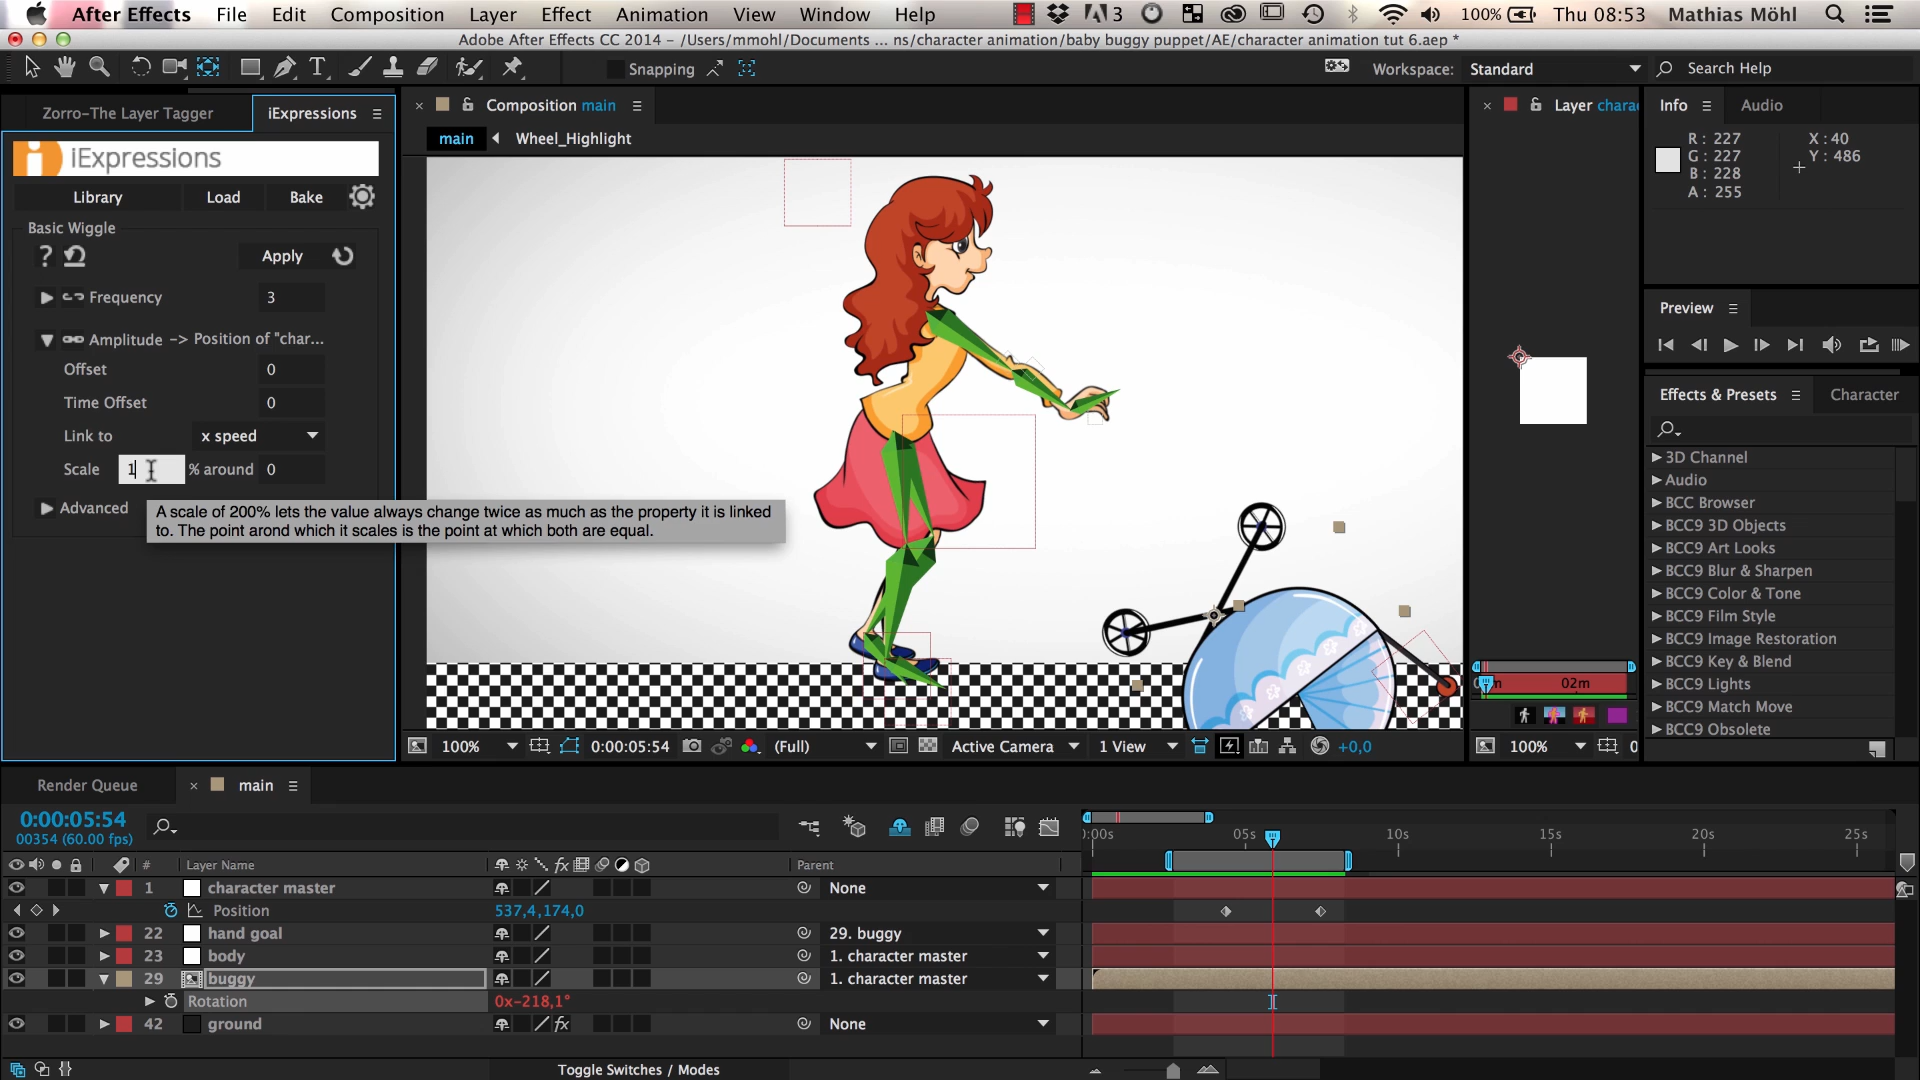 After Effects File Edit Composition Layer Effect Animation View Window Help 3 100% Thu 08:53 Mathias Möhl
Adobe After Effects CC 2014 – /Users/mmohl/Documents ... ns/character animation/baby buggy puppet/AE/character animation tut 6.aep *
Snapping Workspace: Standard Search Help
Zorro-The Layer Tagger iExpressions
Composition main
Layer chara
Info Audio
main Wheel_Highlight
iExpressions
Library Load Bake
Basic Wiggle
? Apply
Frequency 3
Amplitude -> Position of "char...
Offset 0
Time Offset 0
Link to x speed
Scale 1 % around 0
Advanced
A scale of 200% lets the value always change twice as much as the property it is linked
to. The point arond which it scales is the point at which both are equal.
R: 227 X: 40
G: 227 Y: 486
B: 228
A: 255
Preview
Effects & Presets Character
3D Channel
Audio
BCC Browser
BCC9 3D Objects
BCC9 Art Looks
BCC9 Blur & Sharpen
BCC9 Color & Tone
BCC9 Film Style
BCC9 Image Restoration
BCC9 Key & Blend
BCC9 Lights
BCC9 Match Move
BCC9 Obsolete
02m
100% 0:00:05:54 (Full) Active Camera 1 View +0,0
100% 0
Render Queue main
0:00:05:54
00354 (60.00 fps)
):00s 05s 10s 15s 20s 25s
# Layer Name fx Parent
1 character master None
Position 537,4,174,0
22 hand goal 29. buggy
23 body 1. character master
29 buggy 1. character master
Rotation 0x-218,1°
42 ground fx None
Toggle Switches / Modes